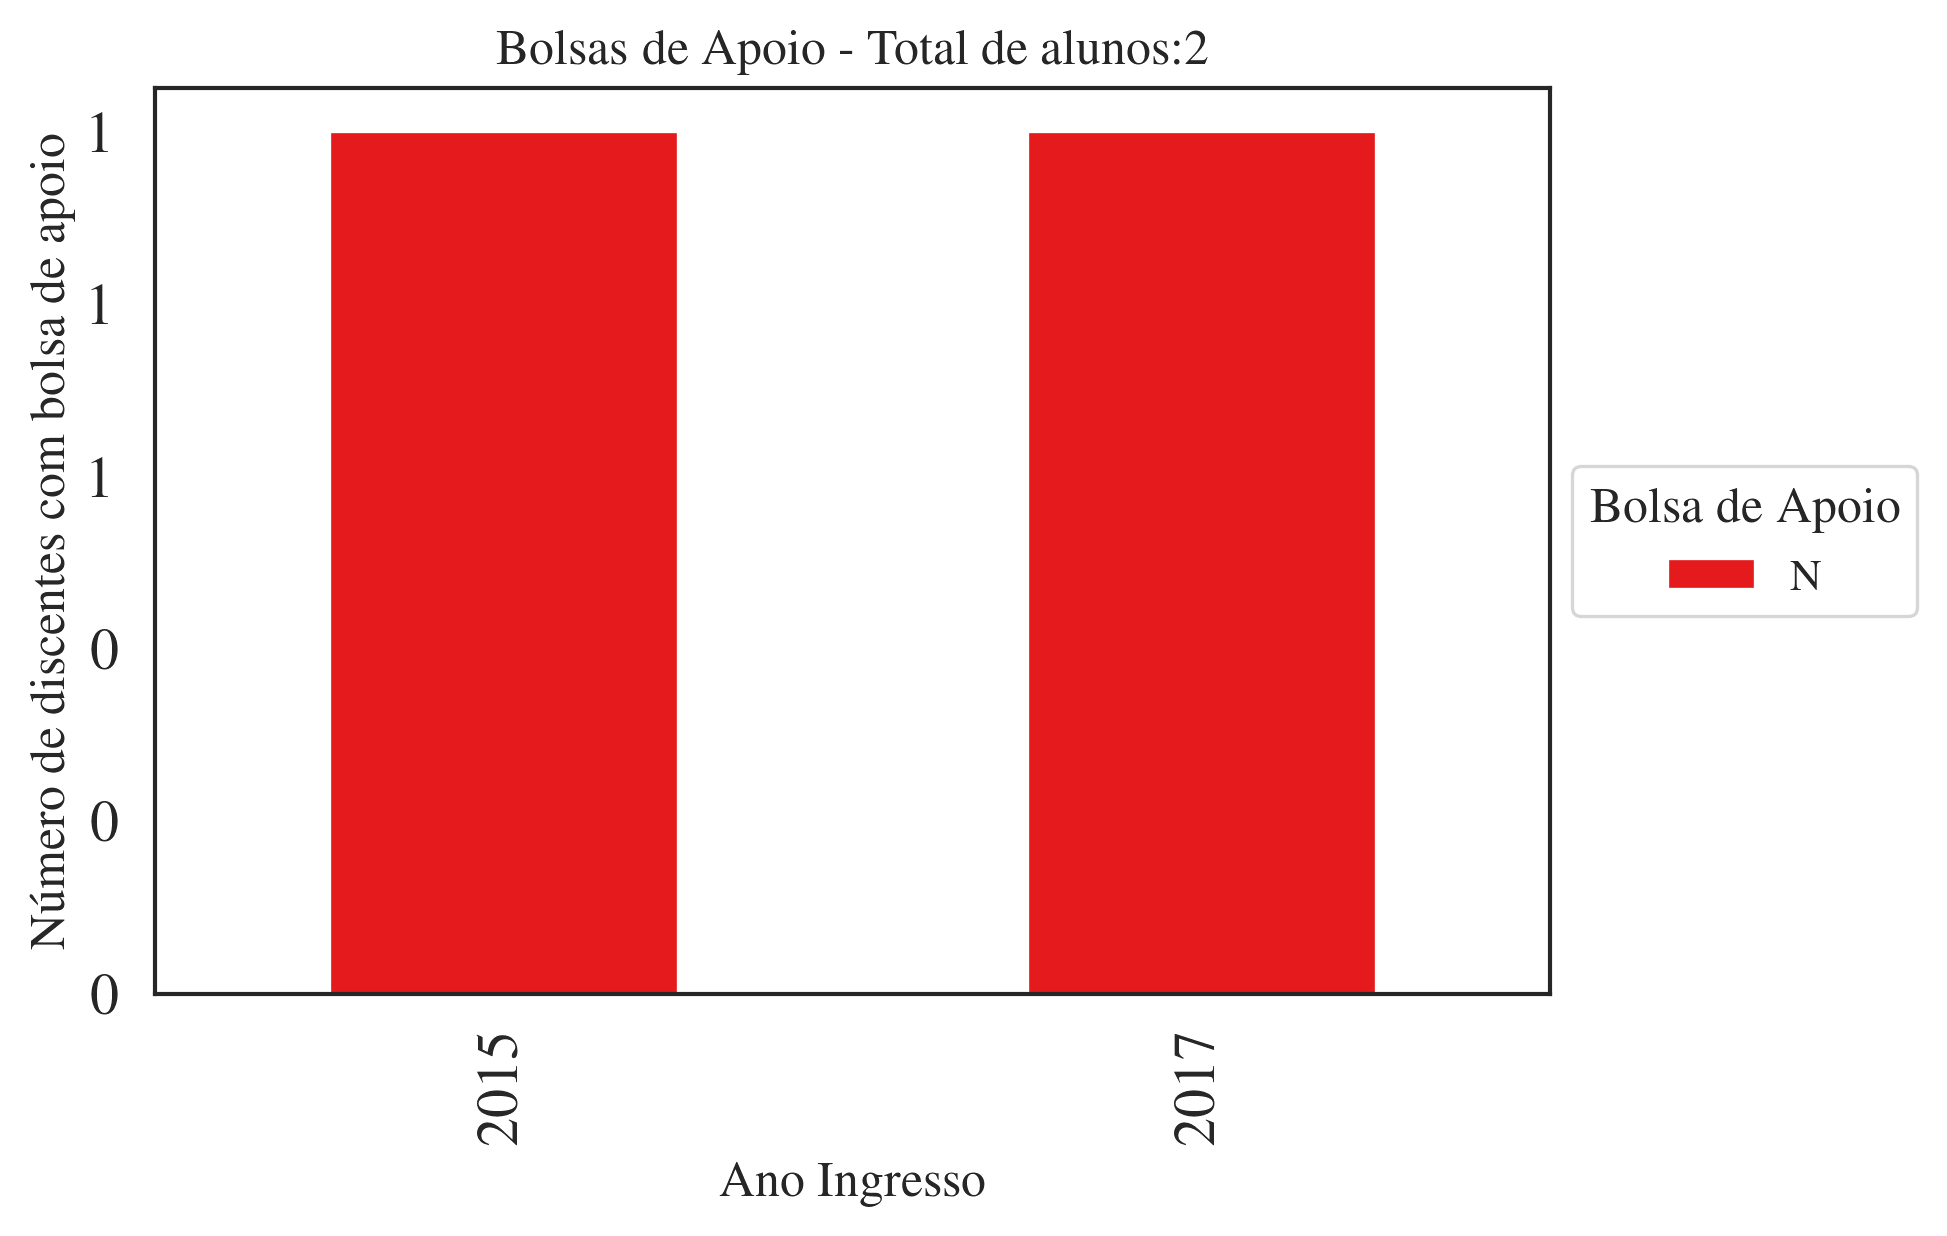 Bolsas de Apoio - Total de alunos:2
Número de discentes com bolsa de apoio
1
1
1
0
0
0
2015
2017
Ano Ingresso
Bolsa de Apoio
N